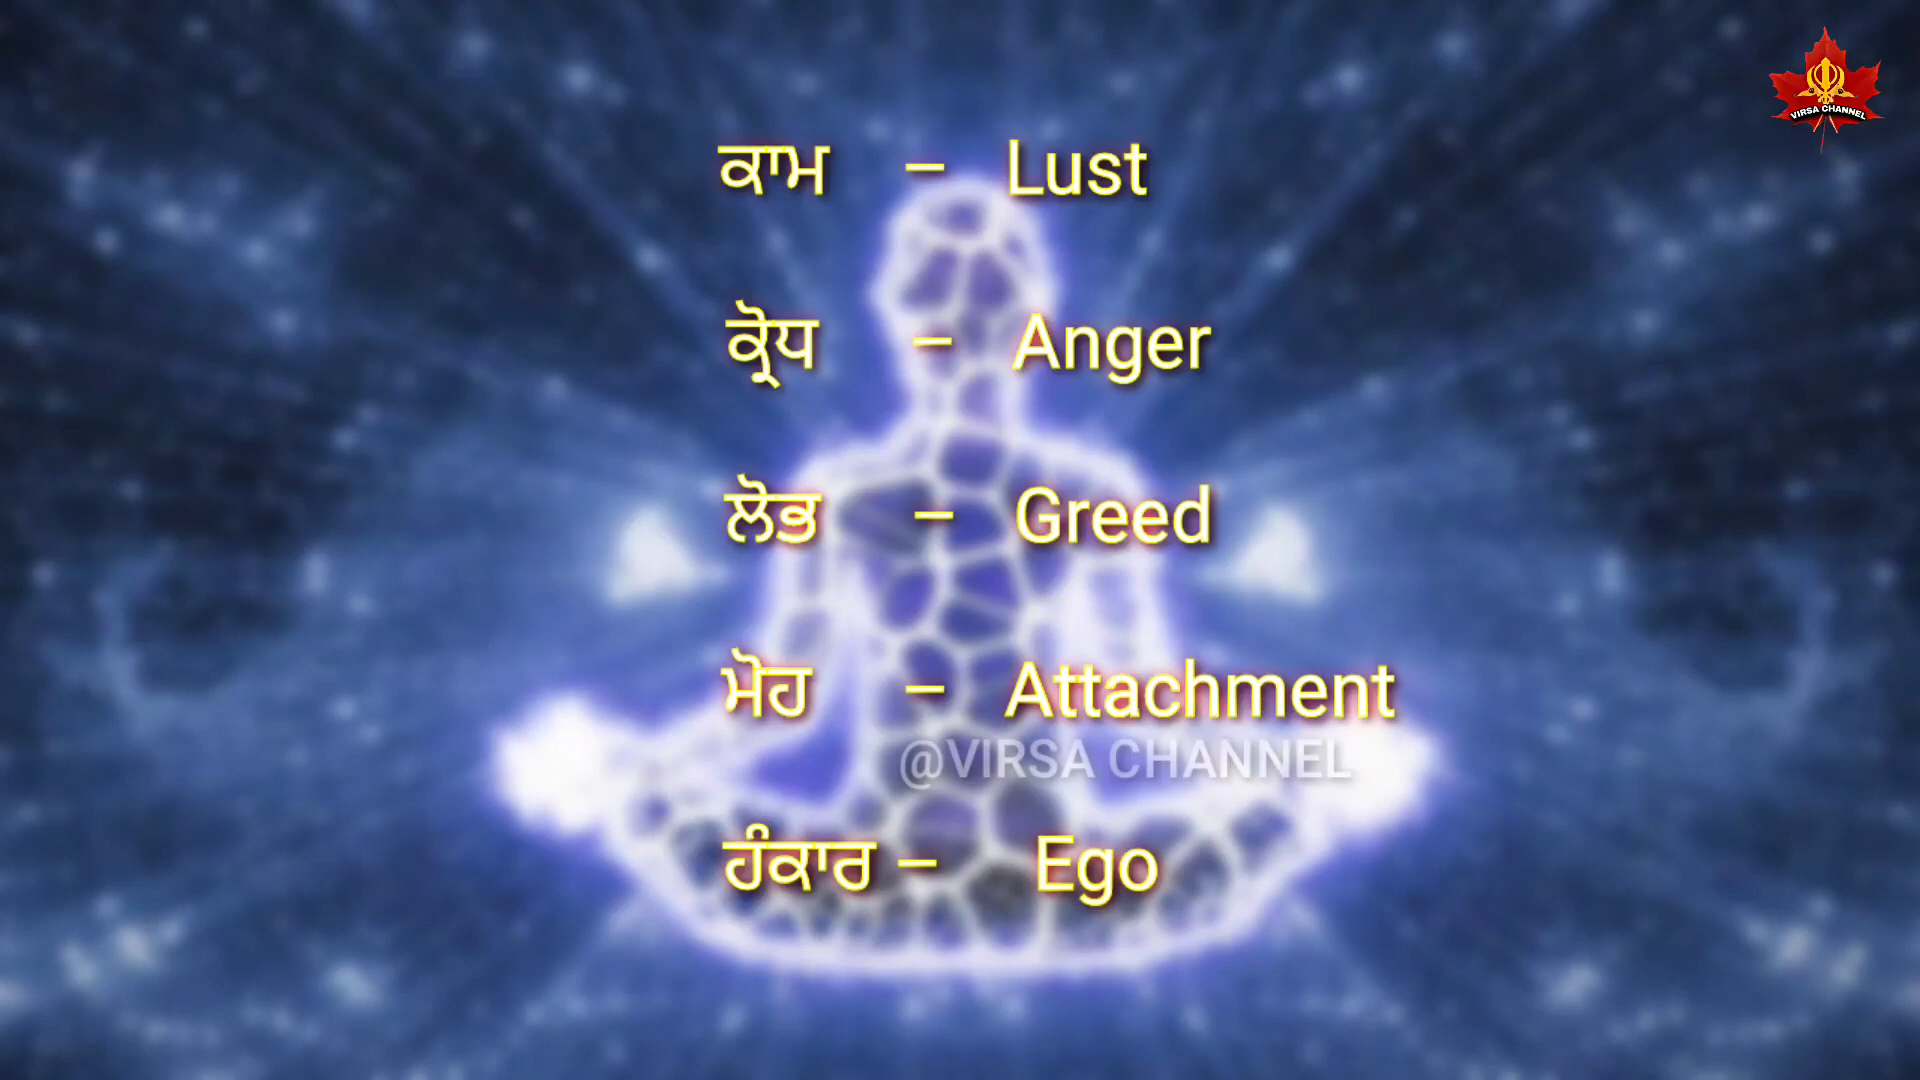 VIRSA CHANNEL
ਕਾਮ – Lust
ਕ੍ਰੋਧ – Anger
ਲੋਭ – Greed
ਮੋਹ – Attachment
@VIRSA CHANNEL
ਹੰਕਾਰ – Ego